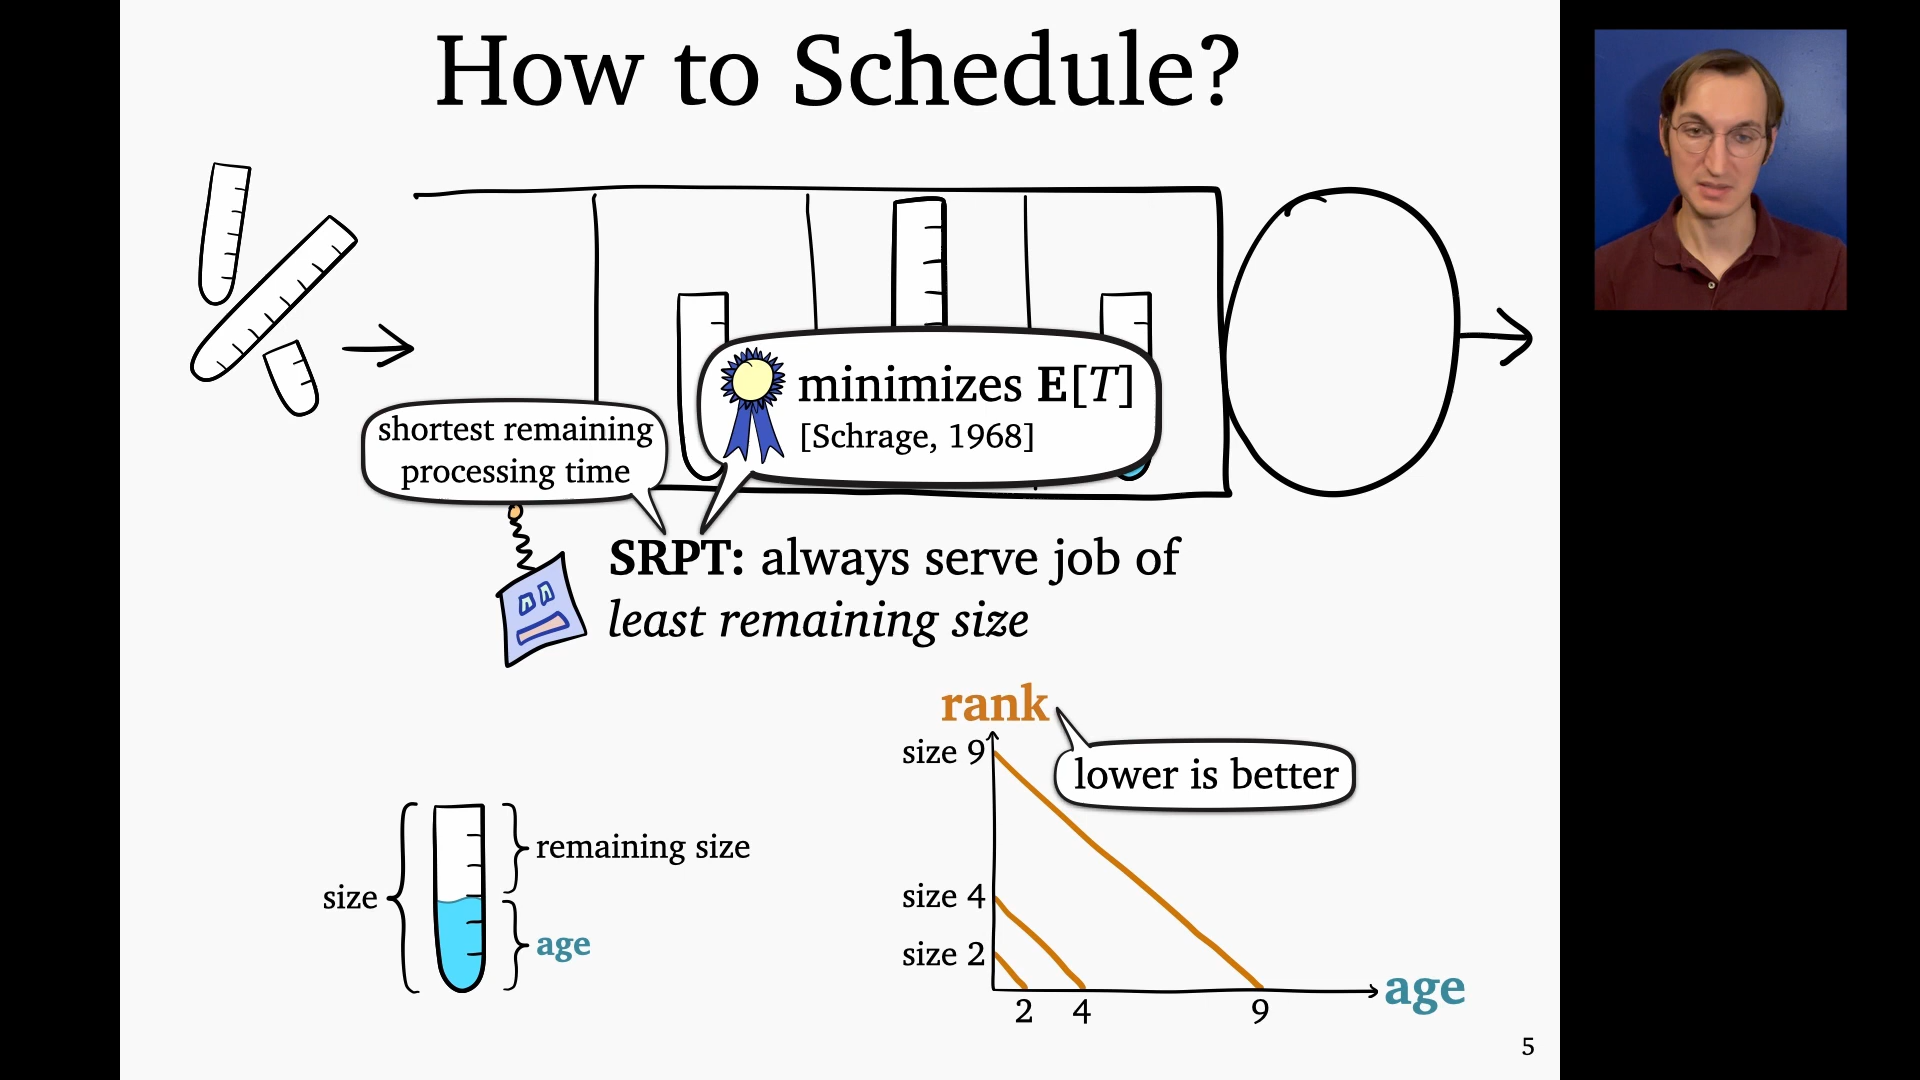 How to Schedule?
minimizes E[T]
[Schrage, 1968]
shortest remaining
processing time
SRPT: always serve job of
least remaining size
rank
size 9
lower is better
size 4
size 2
2 4 9
age
size
remaining size
age
5